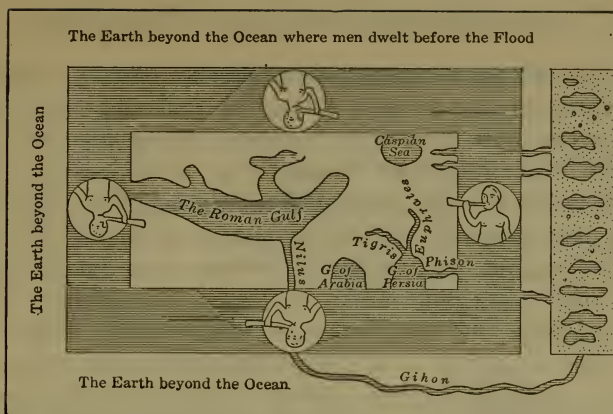 The Earth beyond the Ocean where men dwelt before the Flood
The Earth beyond the Ocean
Caspian
Sea
The Roman Gulf
Euphrates
Tigris
Nilus
Phison
G. of
Arabia
G. of
Persia
The Earth beyond the Ocean.
Gihon